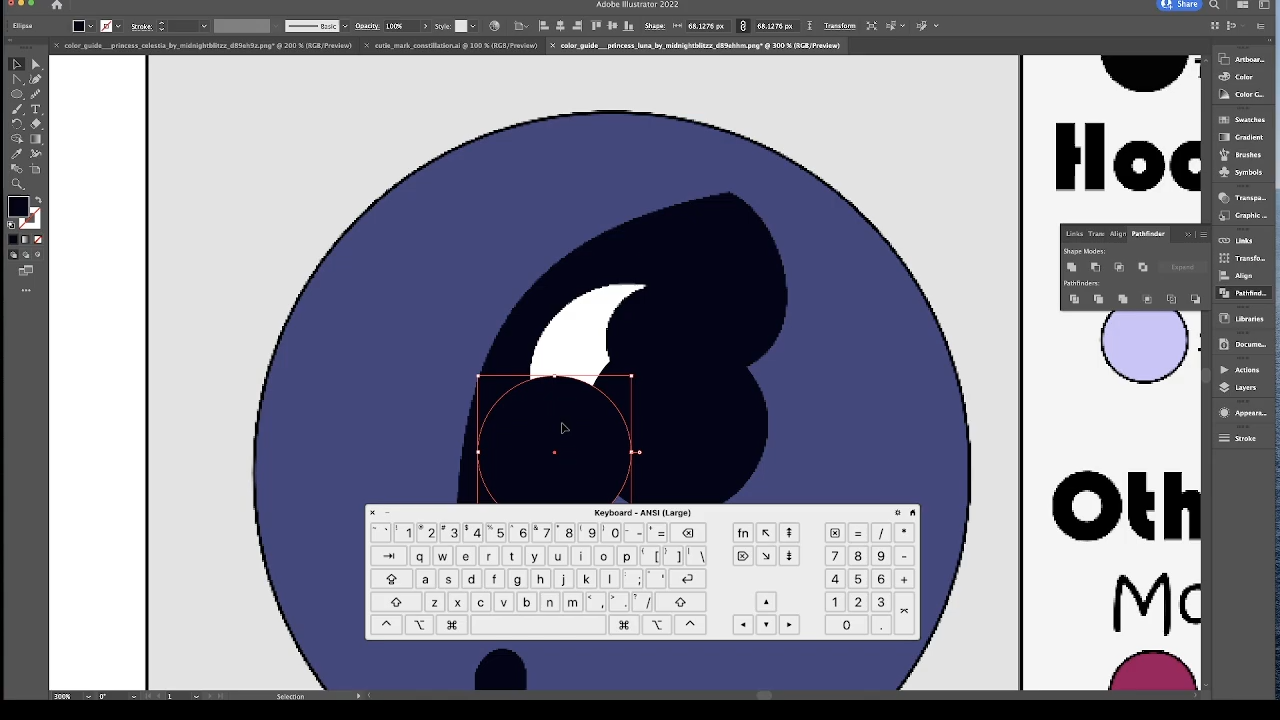 Adobe Illustrator 2022
Share
Ellipse
Stroke:
Basic
Opacity: 100%
Style:
Shape:
68.1276 px
68.1276 px
Transform
color_guide__princess_celestia_by_midnightblitzz_d89eh9z.png* @ 200 % (RGB/Preview)
cutie_mark_constillation.ai @ 100 % (RGB/Preview)
color_guide__princess_luna_by_midnightblitzz_d89ehhm.png* @ 300 % (RGB/Preview)
Artboar...
Color
Color G...
Swatches
Gradient
Brushes
Symbols
Transpa...
Graphic ...
Links
Transfo...
Align
Pathfind...
Libraries
Docume...
Actions
Layers
Appeara...
Stroke
Hoo
Links Tran Align Pathfinder
Shape Modes:
Expand
Pathfinders:
Oth
Keyboard - ANSI (Large)
~ ` ! 1 @ 2 # 3 $ 4 % 5 ^ 6 & 7 * 8 ( 9 ) 0 _ - + = fn = / *
q w e r t y u i o p { [ } ] | \ 7 8 9 -
a s d f g h j k l : ; " ' 4 5 6 +
z x c v b n m < , > . ? / 1 2 3
0 .
300% 0° 1 Selection